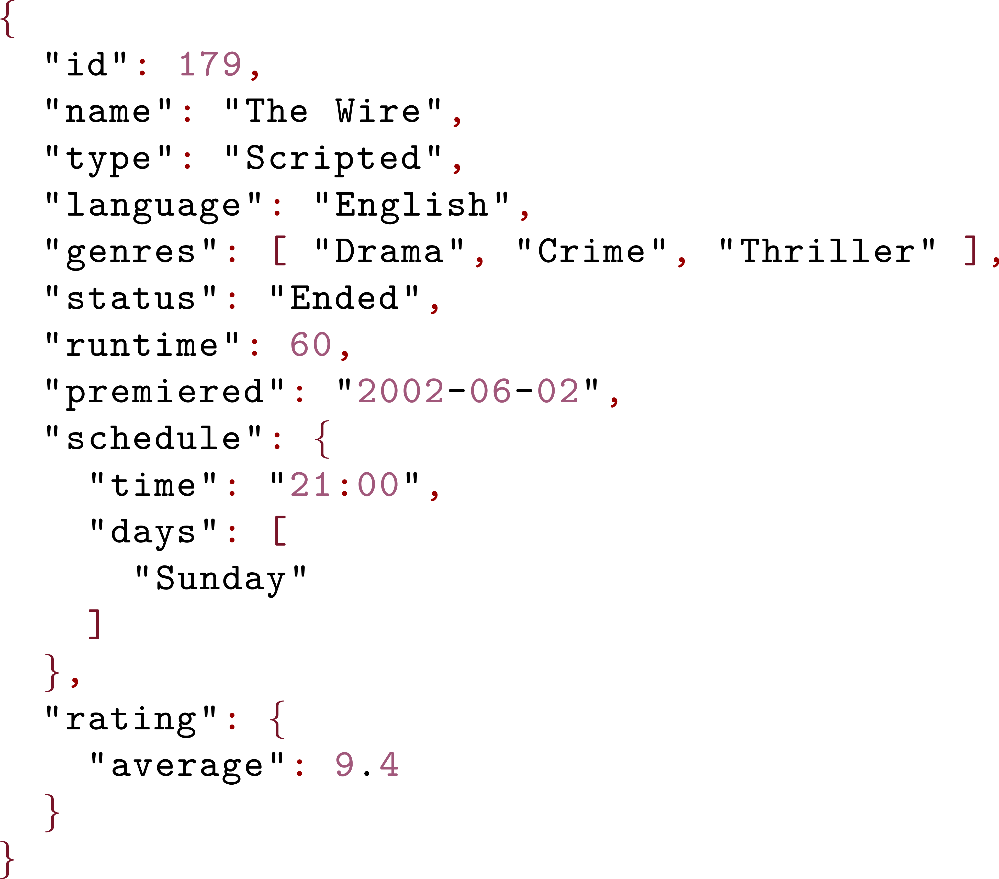 {
  "id": 179,
  "name": "The Wire",
  "type": "Scripted",
  "language": "English",
  "genres": [ "Drama", "Crime", "Thriller" ],
  "status": "Ended",
  "runtime": 60,
  "premiered": "2002-06-02",
  "schedule": {
    "time": "21:00",
    "days": [
      "Sunday"
    ]
  },
  "rating": {
    "average": 9.4
  }
}